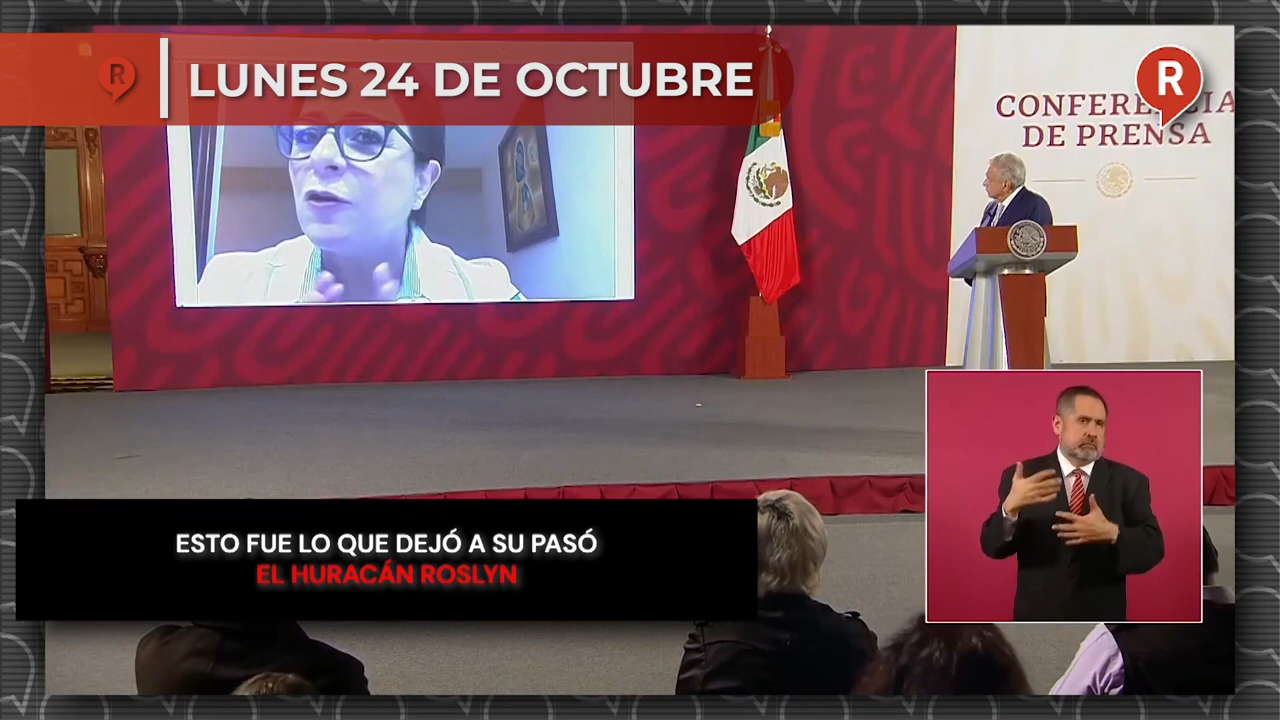 R
LUNES 24 DE OCTUBRE
R
CONFERENCIA
DE PRENSA
ESTO FUE LO QUE DEJÓ A SU PASÓ
EL HURACÁN ROSLYN